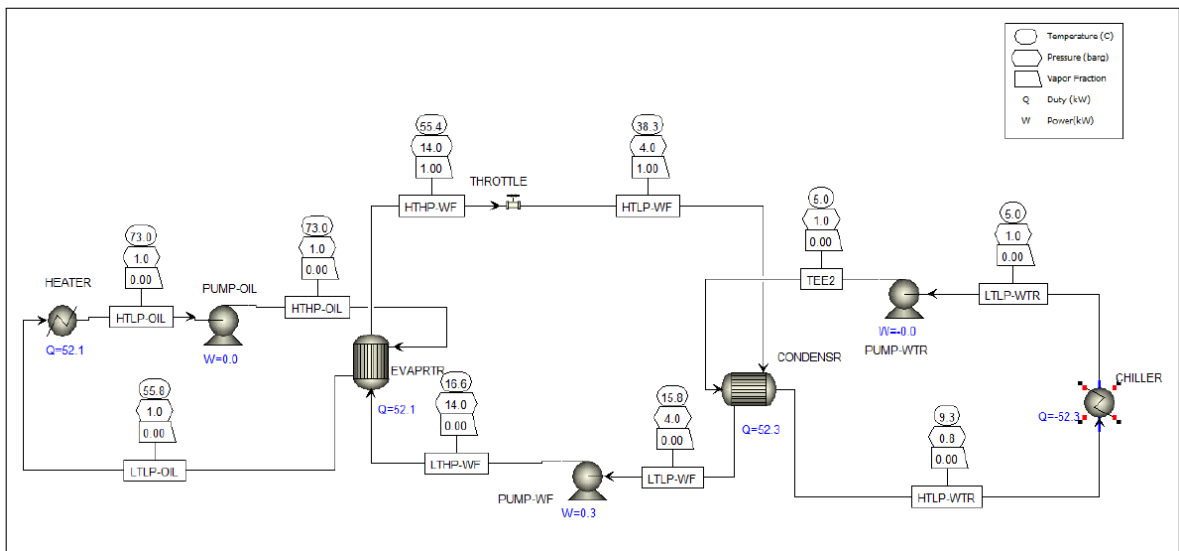 Temperature (C)
Pressure (barg)
Vapor Fraction
Q Duty (kW)
W Power(kW)
55.4
14.0
1.00
HTHP-WF
THROTTLE
38.3
4.0
1.00
HTLP-WF
73.0
1.0
0.00
HTLP-OIL
HEATER
Q=52.1
PUMP-OIL
W=0.0
73.0
1.0
0.00
HTHP-OIL
EVAPRTR
Q=52.1
55.8
1.0
0.00
LTLP-OIL
16.6
14.0
0.00
LTHP-WF
PUMP-WF
W=0.3
15.8
4.0
0.00
LTLP-WF
CONDENSR
Q=52.3
1.0
0.00
TEE2
W=-0.0
PUMP-WTR
1.0
0.00
LTLP-WTR
CHILLER
Q=-52.3
9.3
0.8
0.00
HTLP-WTR